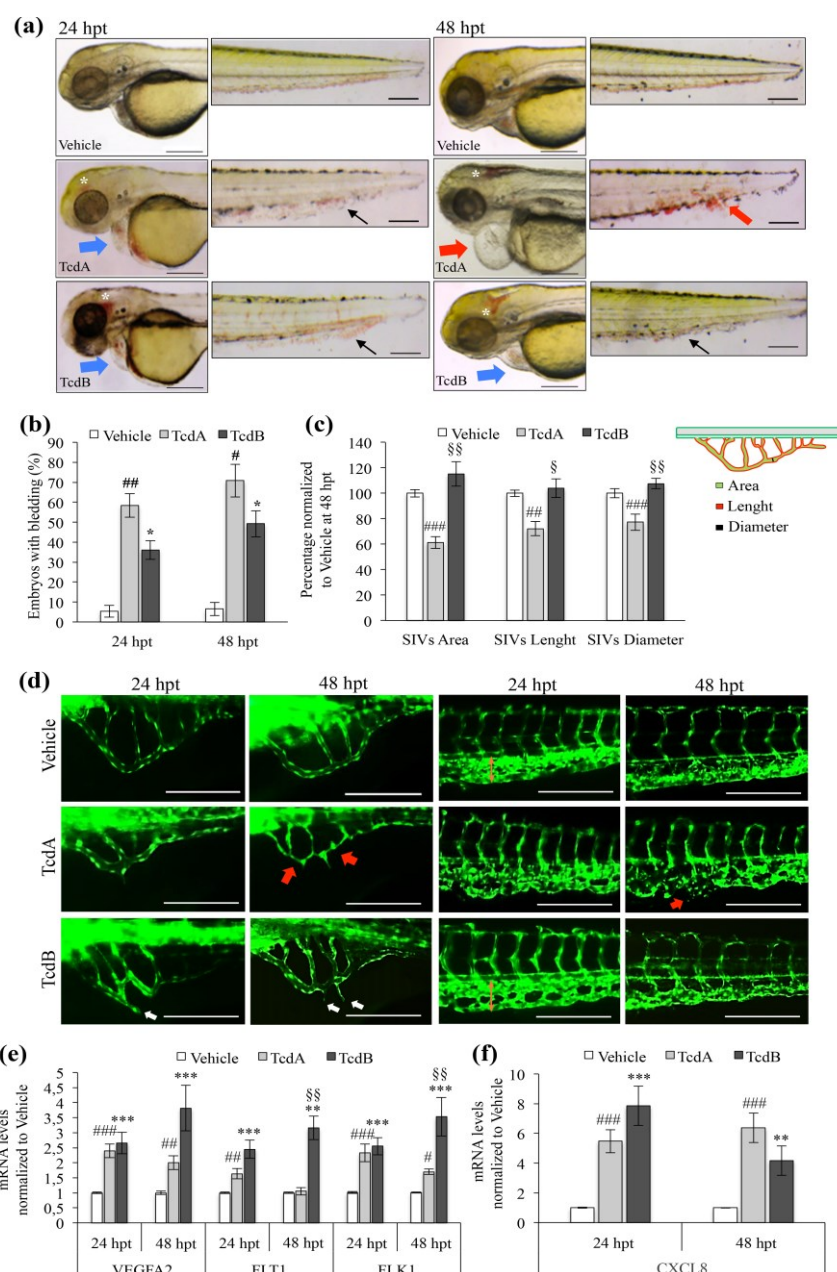 (a)
24 hpt
48 hpt
Vehicle
Vehicle
*
*
TcdA
TcdA
*
*
TcdB
TcdB
(b)
Vehicle TcdA TcdB
Embryos with bledding (%)
90
80
70
60
50
40
30
20
10
0
##
*
#
*
24 hpt 48 hpt
(c)
Vehicle TcdA TcdB
Percentage normalized
to Vehicle at 48 hpt
140
120
100
80
60
40
20
0
###
§§
##
§
###
§§
SIVs Area SIVs Lenght SIVs Diameter
Area
Lenght
Diameter
(d)
24 hpt 48 hpt 24 hpt 48 hpt
Vehicle
TcdA
TcdB
(e)
Vehicle TcdA TcdB
mRNA levels
normalized to Vehicle
4,5
4
3,5
3
2,5
2
1,5
1
0,5
0
###
***
##
***
##
***
§§
**
###
***
#
§§
***
24 hpt 48 hpt 24 hpt 48 hpt 24 hpt 48 hpt
VEGFA2 FLT1 FLK1
(f)
Vehicle TcdA TcdB
mRNA levels
normalized to Vehicle
10
8
6
4
2
0
###
***
###
**
24 hpt 48 hpt
CXCL8